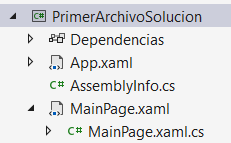 PrimerArchivoSolucion
Dependencias
App.xaml
C# AssemblyInfo.cs
MainPage.xaml
C# MainPage.xaml.cs